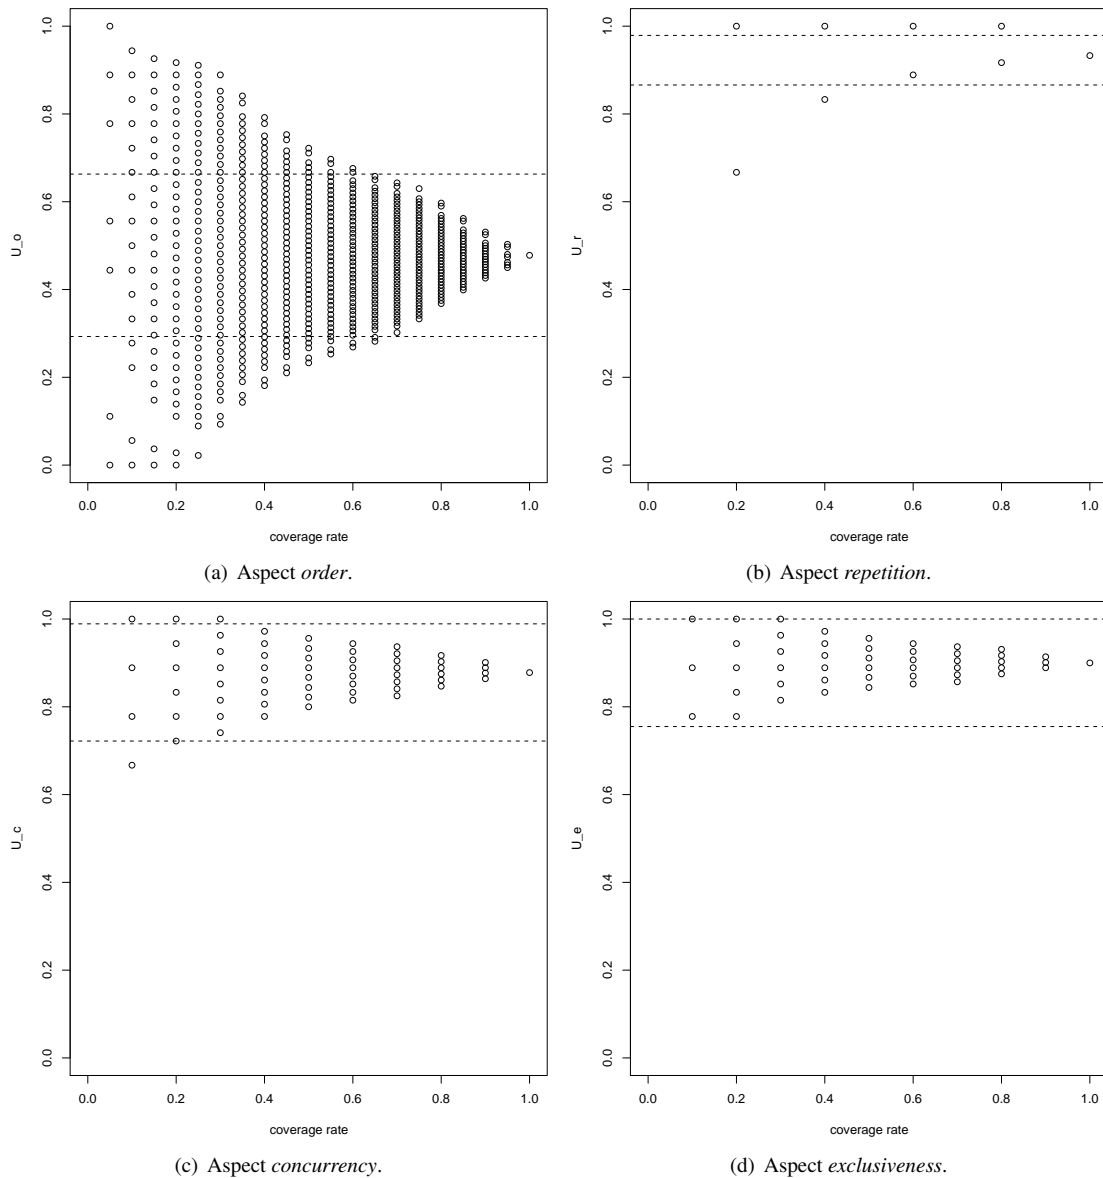 1.0
0.8
0.6
0.4
0.2
0.0
U_o
0.0 0.2 0.4 0.6 0.8 1.0
coverage rate
(a) Aspect order.
1.0
0.8
0.6
0.4
0.2
0.0
U_r
0.0 0.2 0.4 0.6 0.8 1.0
coverage rate
(b) Aspect repetition.
1.0
0.8
0.6
0.4
0.2
0.0
U_c
0.0 0.2 0.4 0.6 0.8 1.0
coverage rate
(c) Aspect concurrency.
1.0
0.8
0.6
0.4
0.2
0.0
U_e
0.0 0.2 0.4 0.6 0.8 1.0
coverage rate
(d) Aspect exclusiveness.